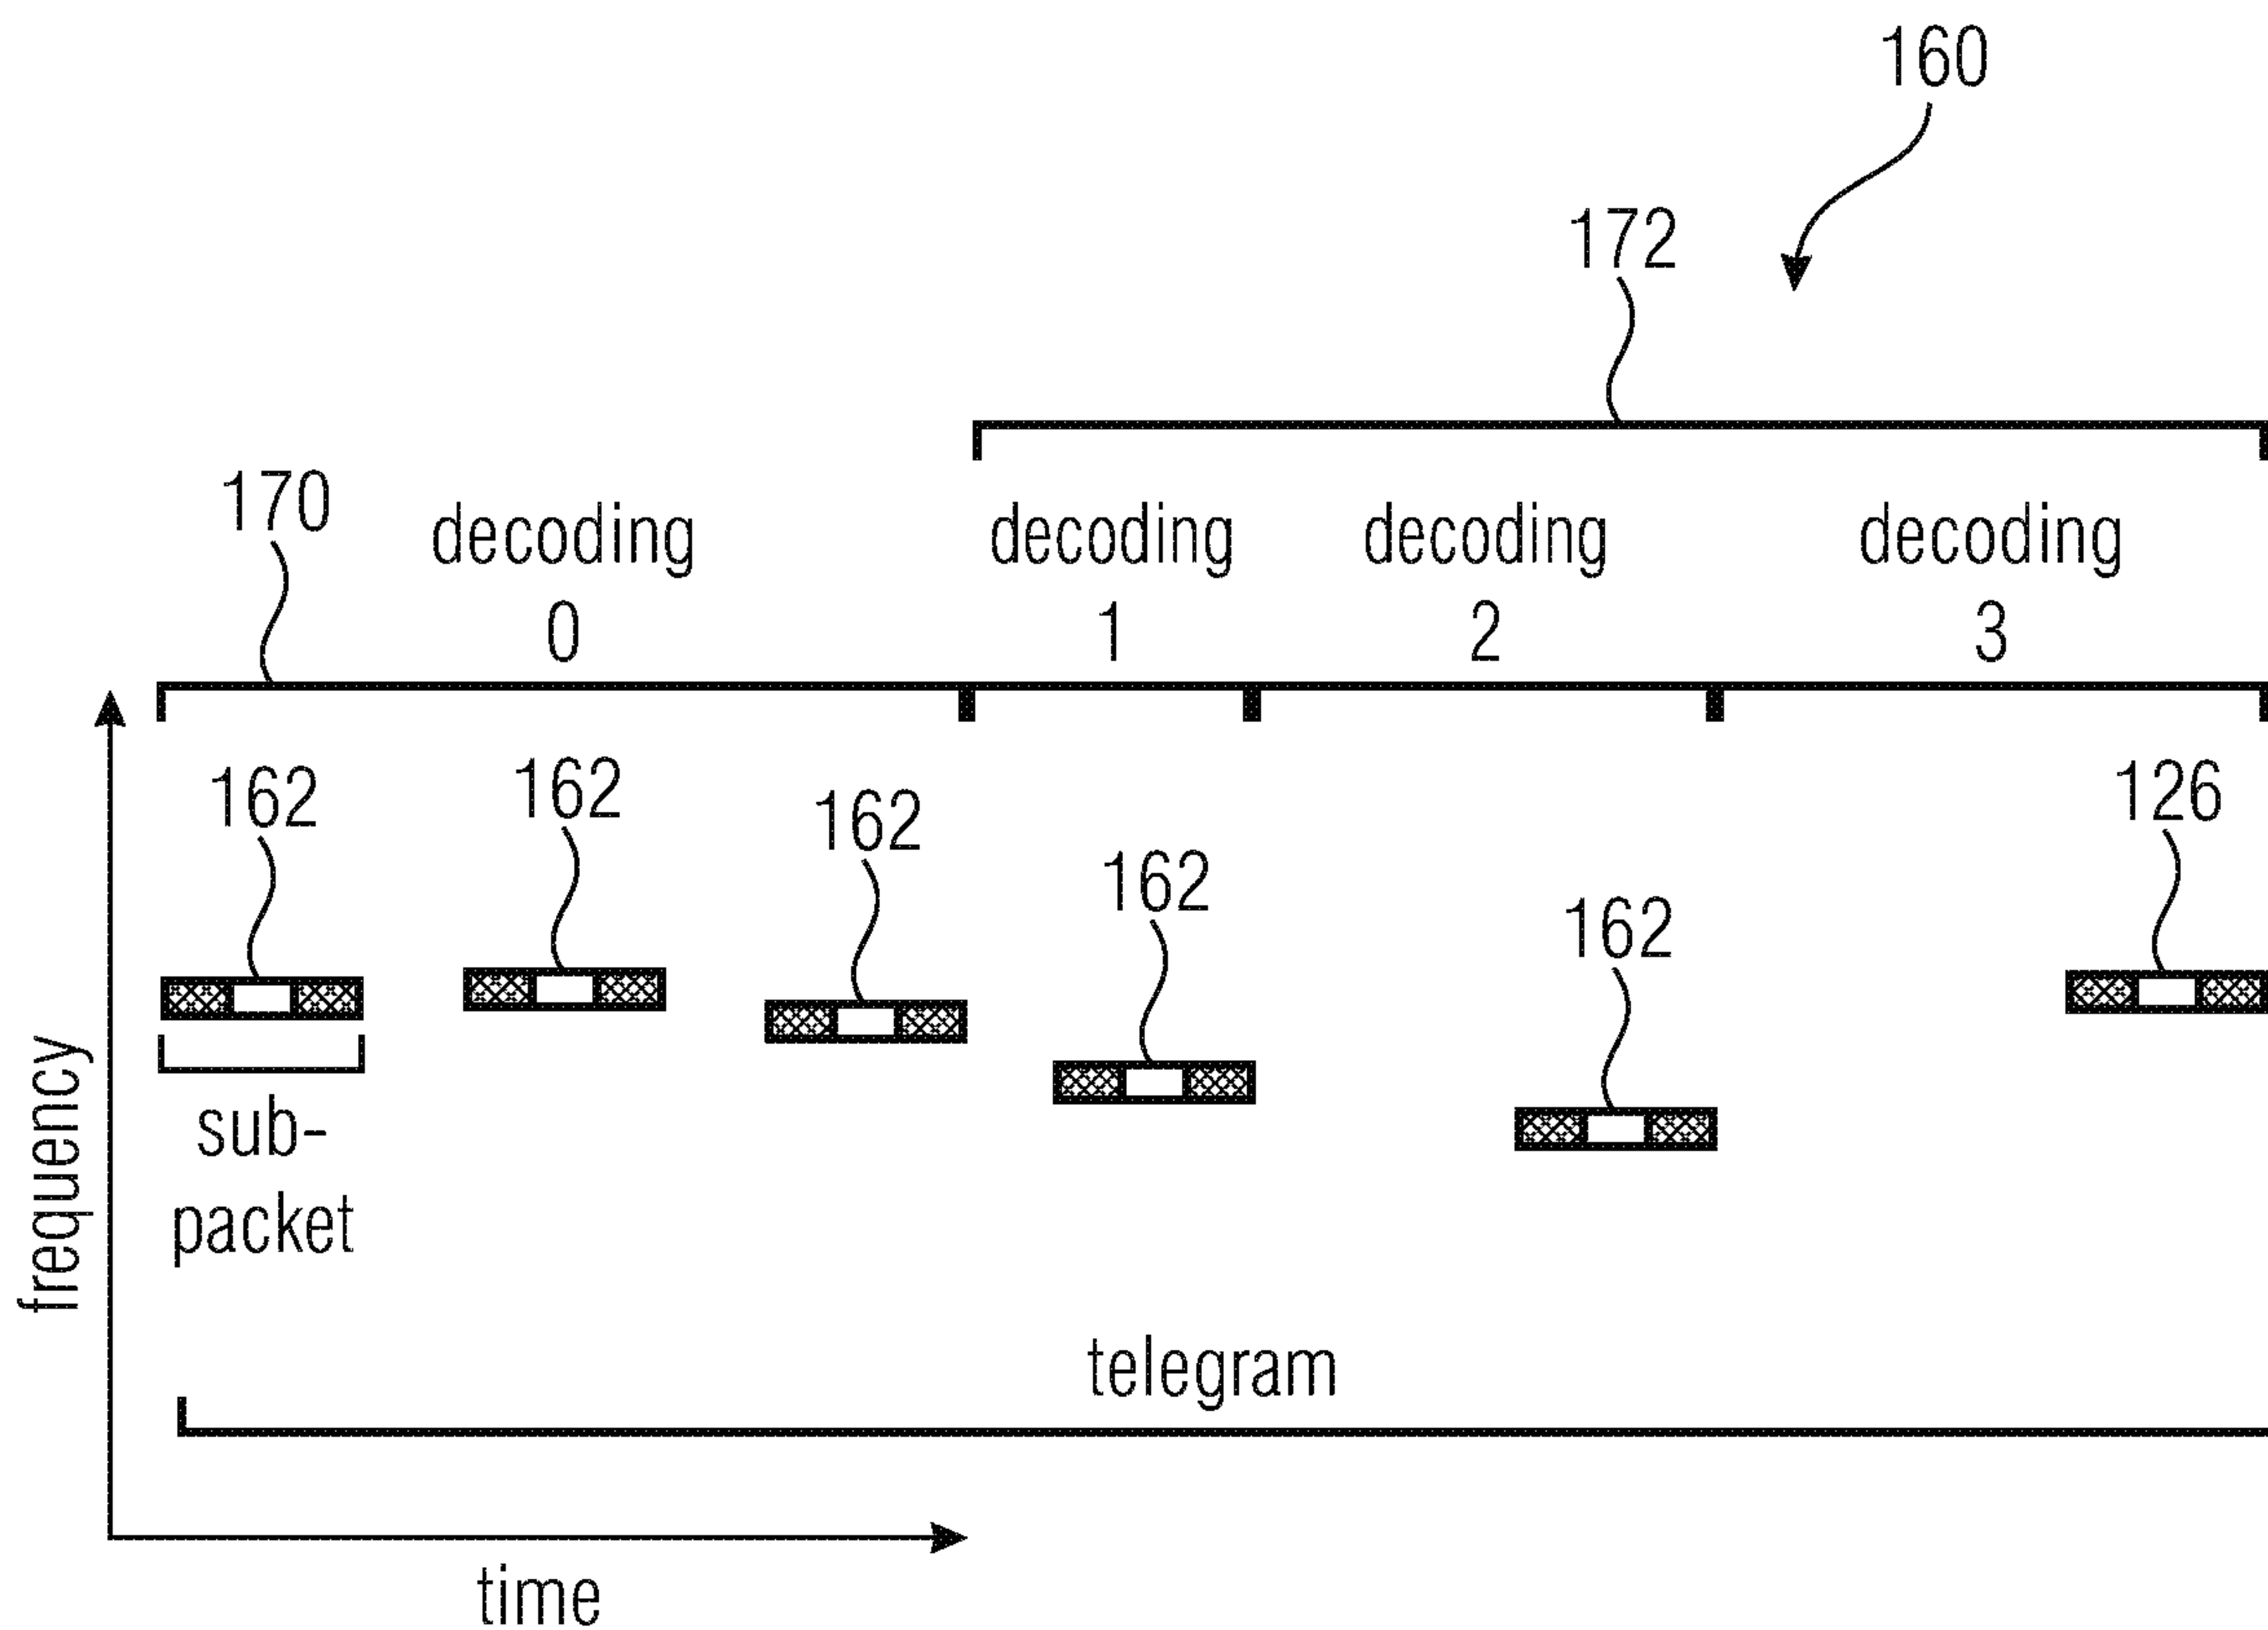 160
172
170
decoding
0
decoding
1
decoding
2
decoding
3
162
162
162
162
162
126
sub-
packet
frequency
telegram
time